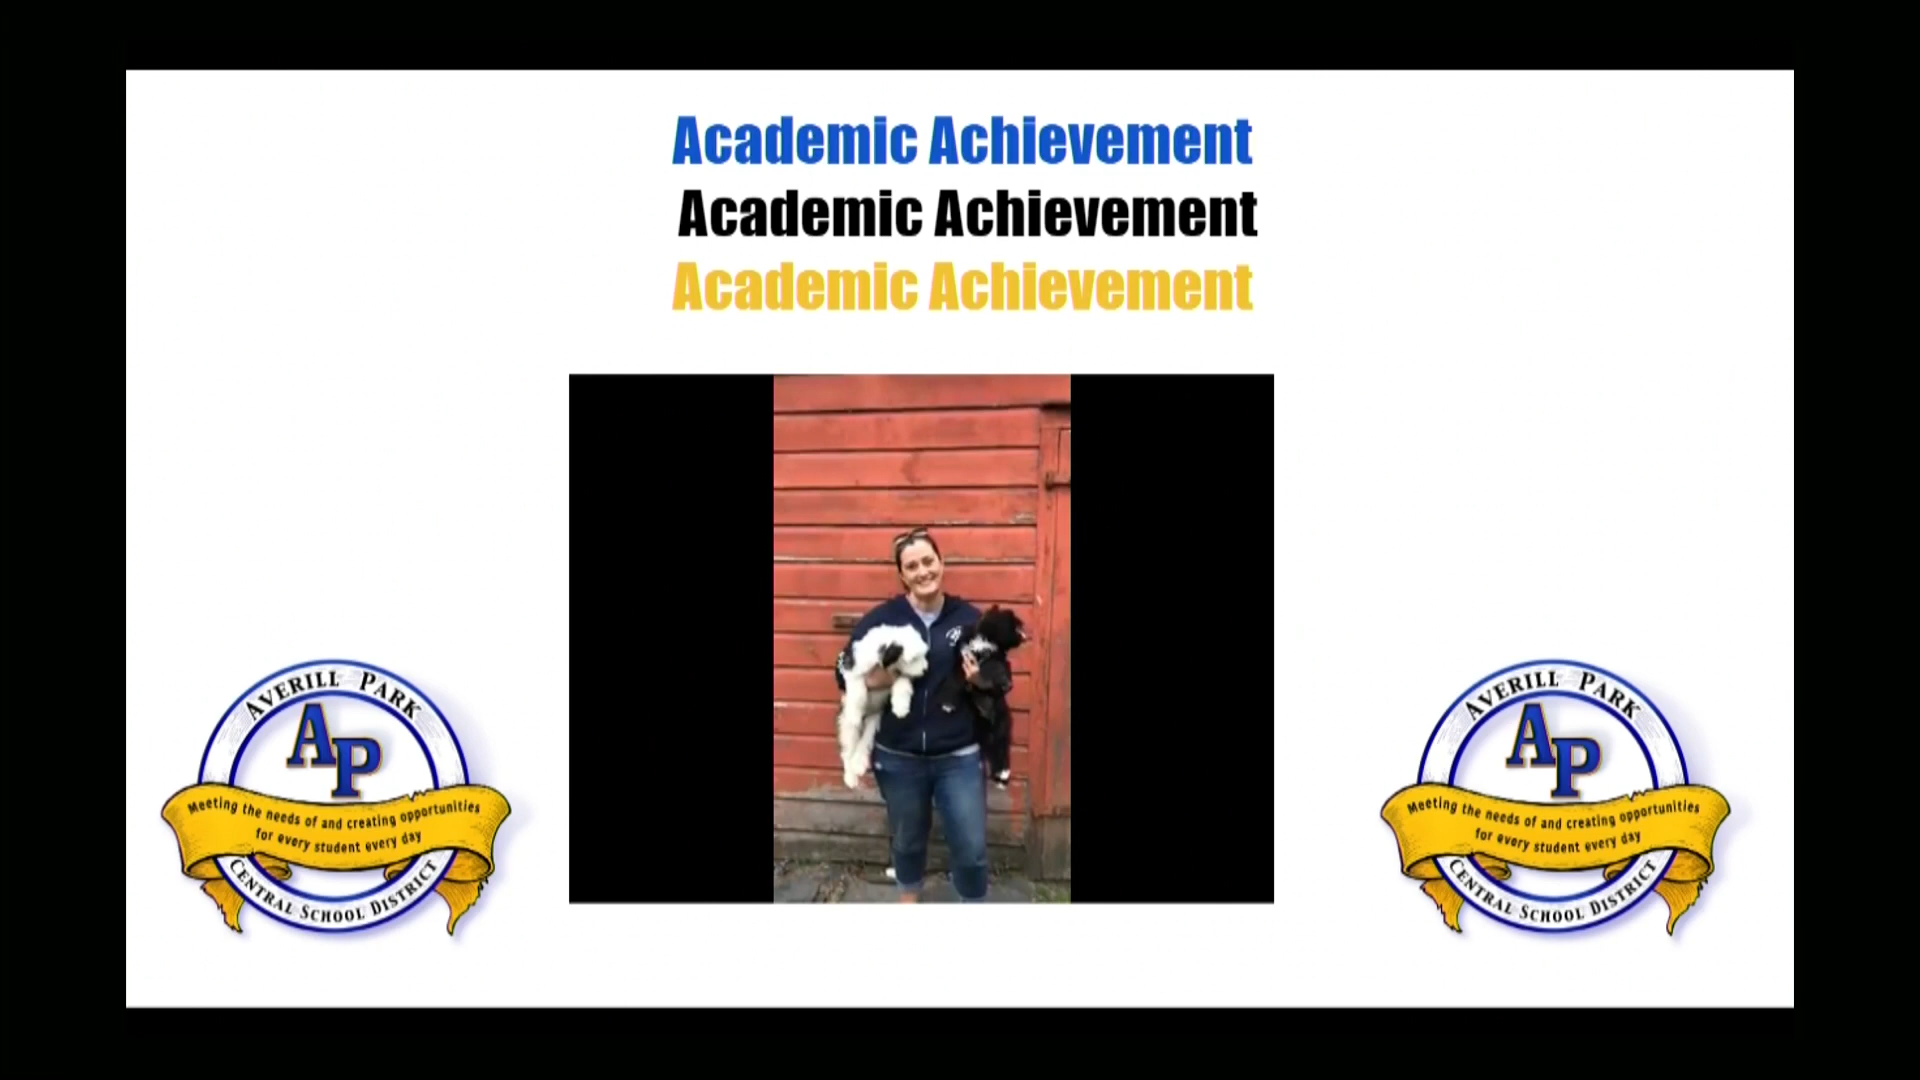 Academic Achievement
Academic Achievement
Academic Achievement
AVERILL PARK
AP
Meeting the needs of and creating opportunities
for every student every day
CENTRAL SCHOOL DISTRICT
AVERILL PARK
AP
Meeting the needs of and creating opportunities
for every student every day
CENTRAL SCHOOL DISTRICT